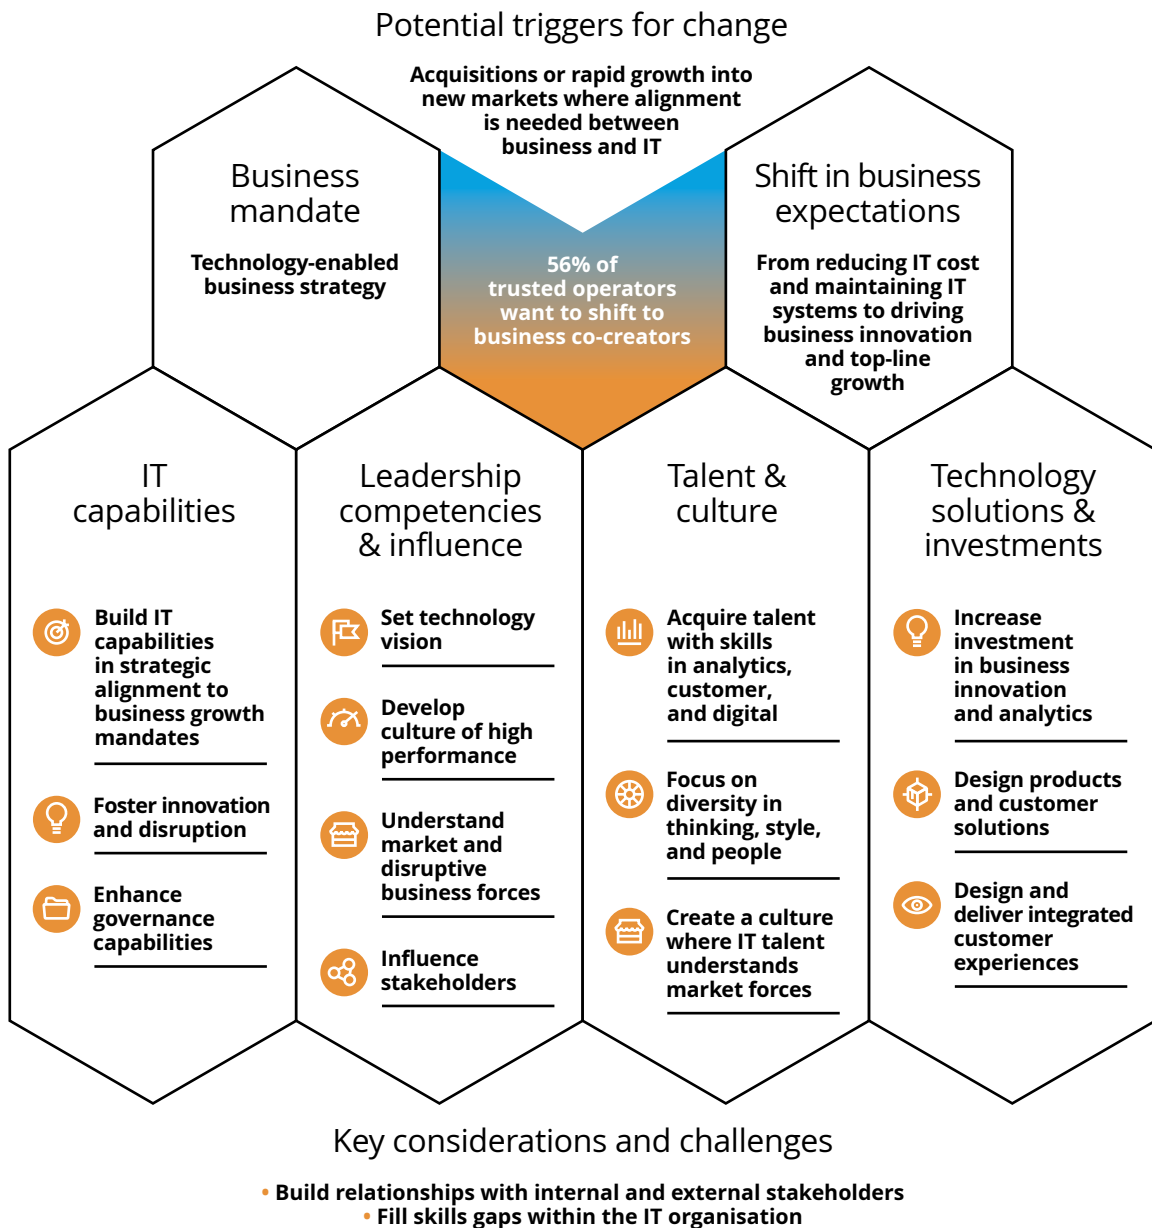 Potential triggers for change
Acquisitions or rapid growth into
new markets where alignment
is needed between
business and IT
Business
mandate
Technology-enabled
business strategy
56% of
trusted operators
want to shift to
business co-creators
Shift in business
expectations
From reducing IT cost
and maintaining IT
systems to driving
business innovation
and top-line
growth
IT
capabilities
Build IT
capabilities
in strategic
alignment to
business growth
mandates
Foster innovation
and disruption
Enhance
governance
capabilities
Leadership
competencies
& influence
Set technology
vision
Develop
culture of high
performance
Understand
market and
disruptive
business forces
Influence
stakeholders
Talent &
culture
Acquire talent
with skills
in analytics,
customer,
and digital
Focus on
diversity in
thinking, style,
and people
Create a culture
where IT talent
understands
market forces
Technology
solutions &
investments
Increase
investment
in business
innovation
and analytics
Design products
and customer
solutions
Design and
deliver integrated
customer
experiences
Key considerations and challenges
• Build relationships with internal and external stakeholders
• Fill skills gaps within the IT organisation